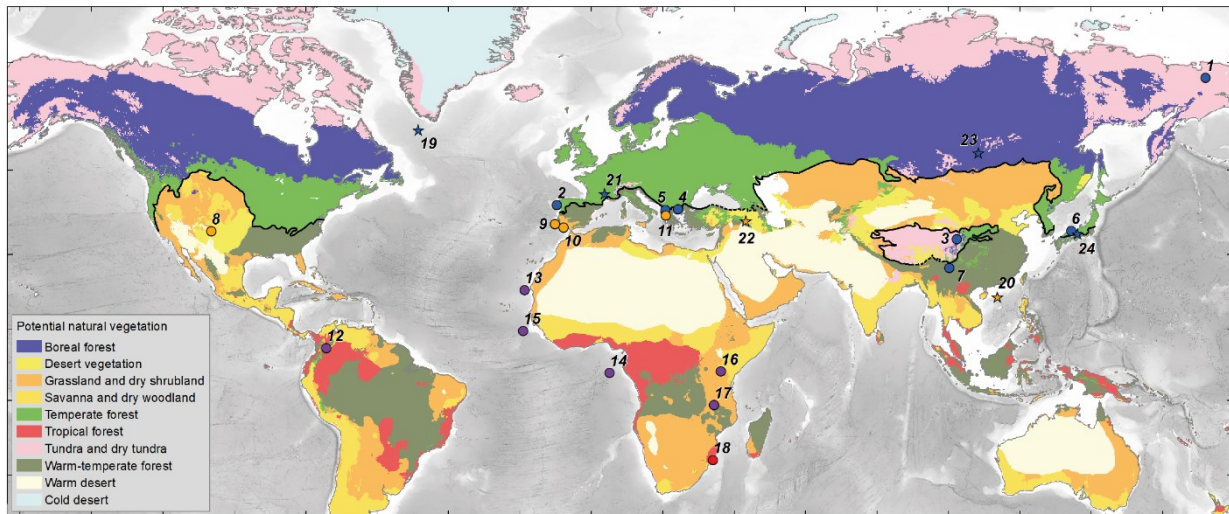 1
19
23
2
21
5
4
8
9
10
11
22
3
6
24
7
13
20
15
12
14
16
17
18
Potential natural vegetation
Boreal forest
Desert vegetation
Grassland and dry shrubland
Savanna and dry woodland
Temperate forest
Tropical forest
Tundra and dry tundra
Warm-temperate forest
Warm desert
Cold desert